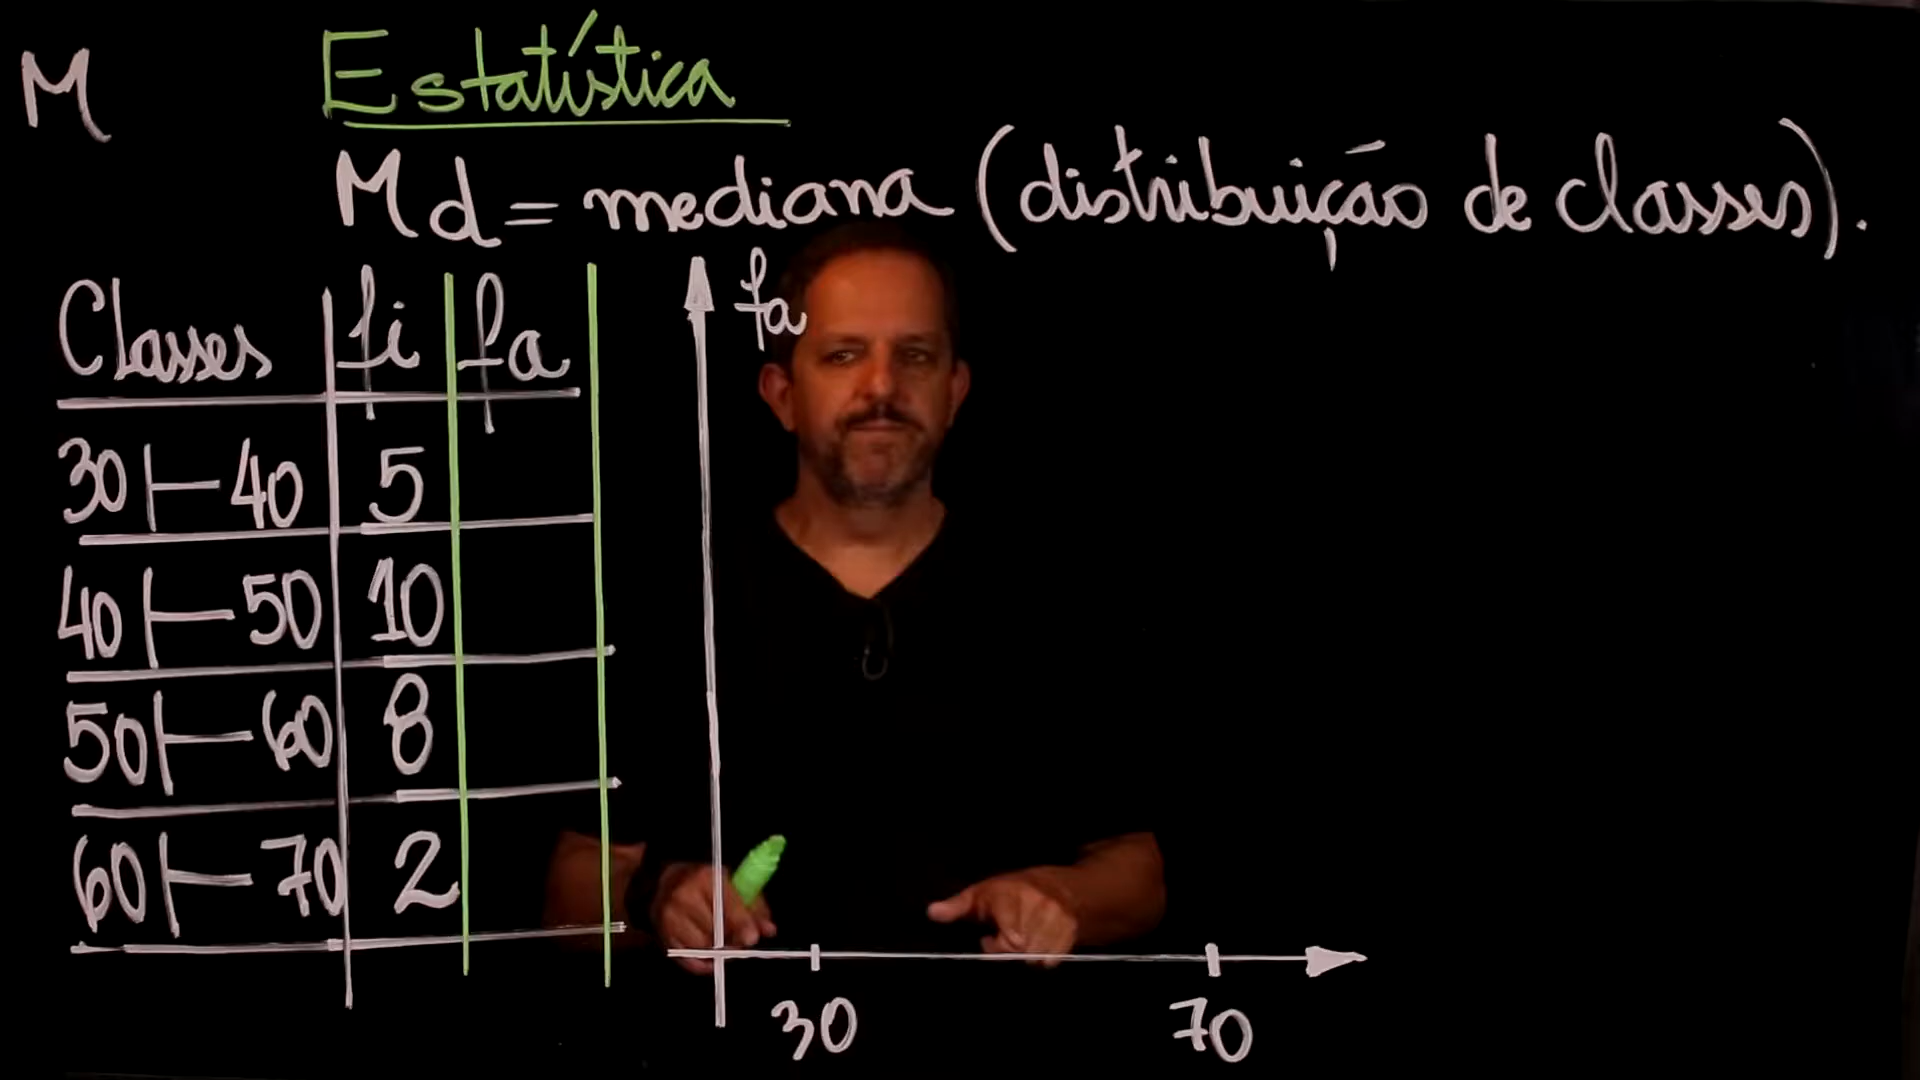 M
Estatística
Md = mediana (distribuição de classes).
Classes fi fa
30 |— 40 5
40 |— 50 10
50 |— 60 8
60 |— 70 2
fa
30 70